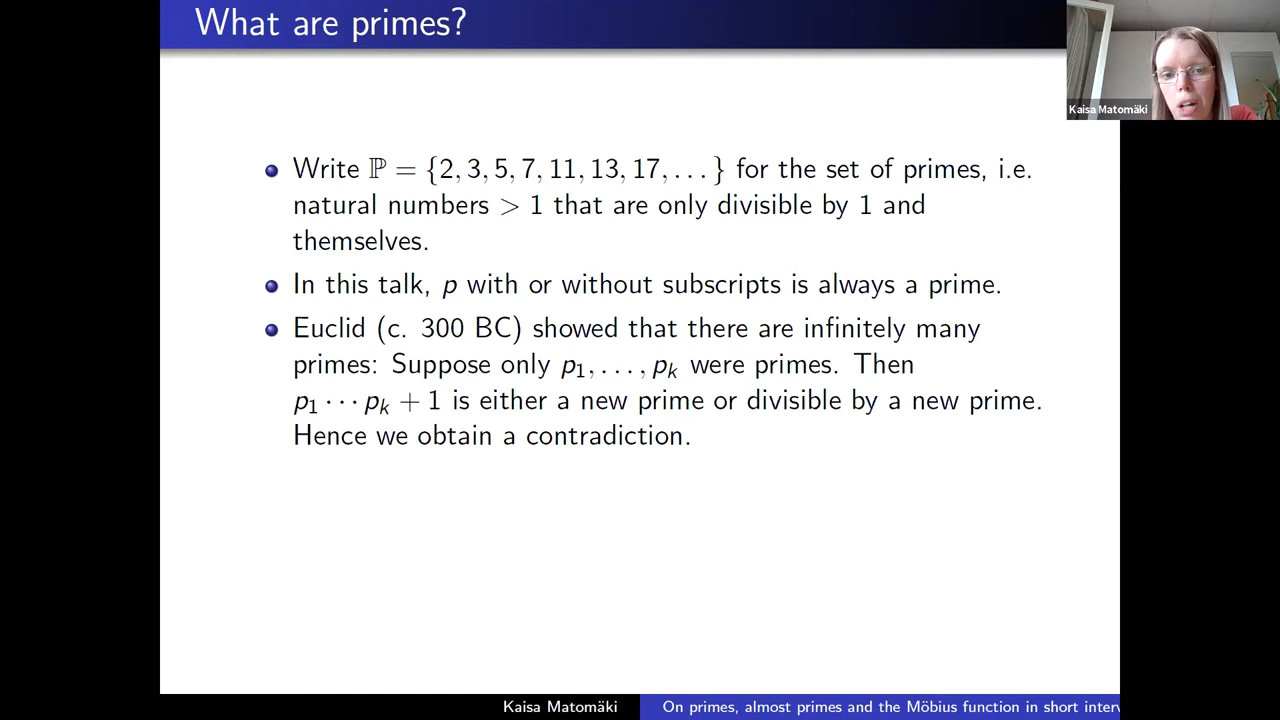 What are primes?
Kaisa Matomäki
Write ℙ = {2, 3, 5, 7, 11, 13, 17, . . . } for the set of primes, i.e.
natural numbers > 1 that are only divisible by 1 and
themselves.
In this talk, p with or without subscripts is always a prime.
Euclid (c. 300 BC) showed that there are infinitely many
primes: Suppose only p₁, . . . , pₖ were primes. Then
p₁ · · · pₖ + 1 is either a new prime or divisible by a new prime.
Hence we obtain a contradiction.
Kaisa Matomäki
On primes, almost primes and the Möbius function in short